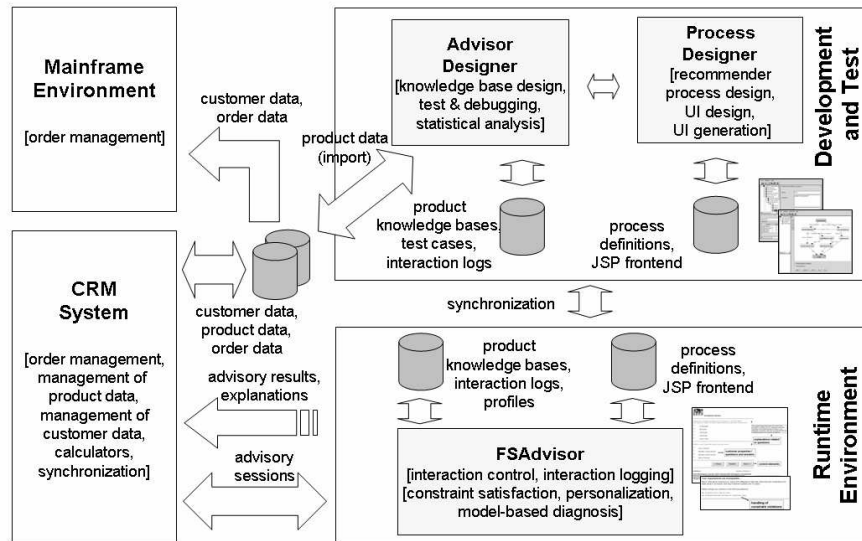 Mainframe
Environment
[order management]
customer data,
order data
product data
(import)
Advisor
Designer
[knowledge base design,
test & debugging,
statistical analysis]
Process
Designer
[recommender
process design,
UI design,
UI generation]
Development
and Test
product
knowledge bases,
test cases,
interaction logs
process
definitions,
JSP frontend
CRM
System
[order management,
management of
product data,
management of
customer data,
calculators,
synchronization]
customer data,
product data,
order data
synchronization
advisory results,
explanations
advisory
sessions
product
knowledge bases,
interaction logs,
profiles
process
definitions,
JSP frontend
FSAdvisor
[interaction control, interaction logging]
[constraint satisfaction, personalization,
model-based diagnosis]
Runtime
Environment